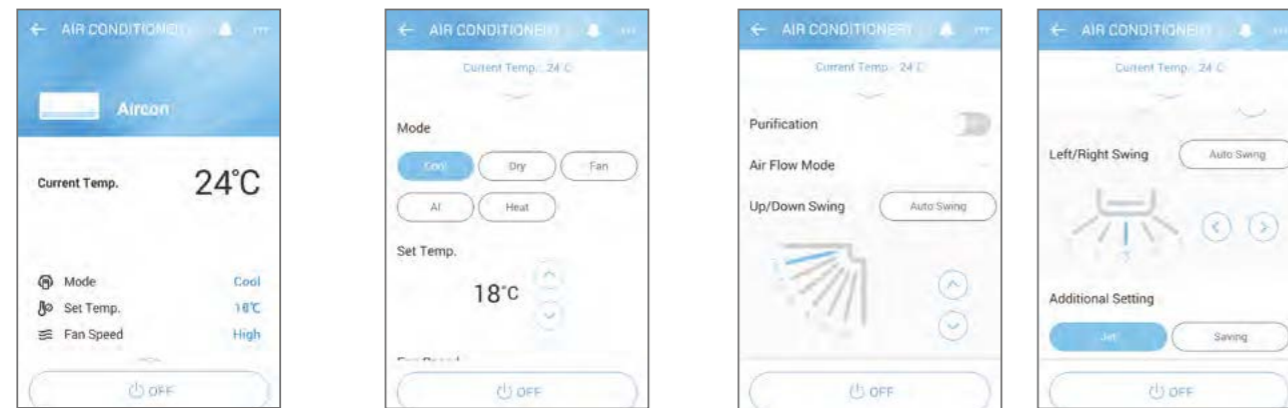 AIR CONDITIONER
Aircon
Current Temp. 24°C
Mode Cool
Set Temp. 18°C
Fan Speed High
OFF
AIR CONDITIONER
Current Temp. 24°C
Mode
Cool Dry Fan
AI Heat
Set Temp.
18°C
Fan Speed
OFF
AIR CONDITIONER
Current Temp. 24°C
Purification
Air Flow Mode
Up/Down Swing Auto Swing
OFF
AIR CONDITIONER
Current Temp. 24°C
Left/Right Swing Auto Swing
3
Additional Setting
Jet Saving
OFF